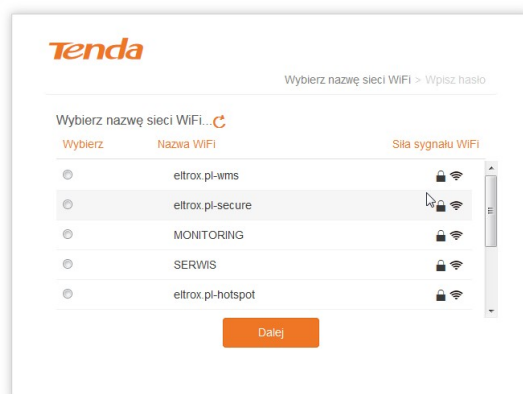 Tenda
Wybierz nazwę sieci WiFi > Wpisz hasło
Wybierz nazwę sieci WiFi...
Wybierz Nazwa WiFi Siła sygnału WiFi
eltrox.pl-wms
eltrox.pl-secure
MONITORING
SERWIS
eltrox.pl-hotspot
Dalej